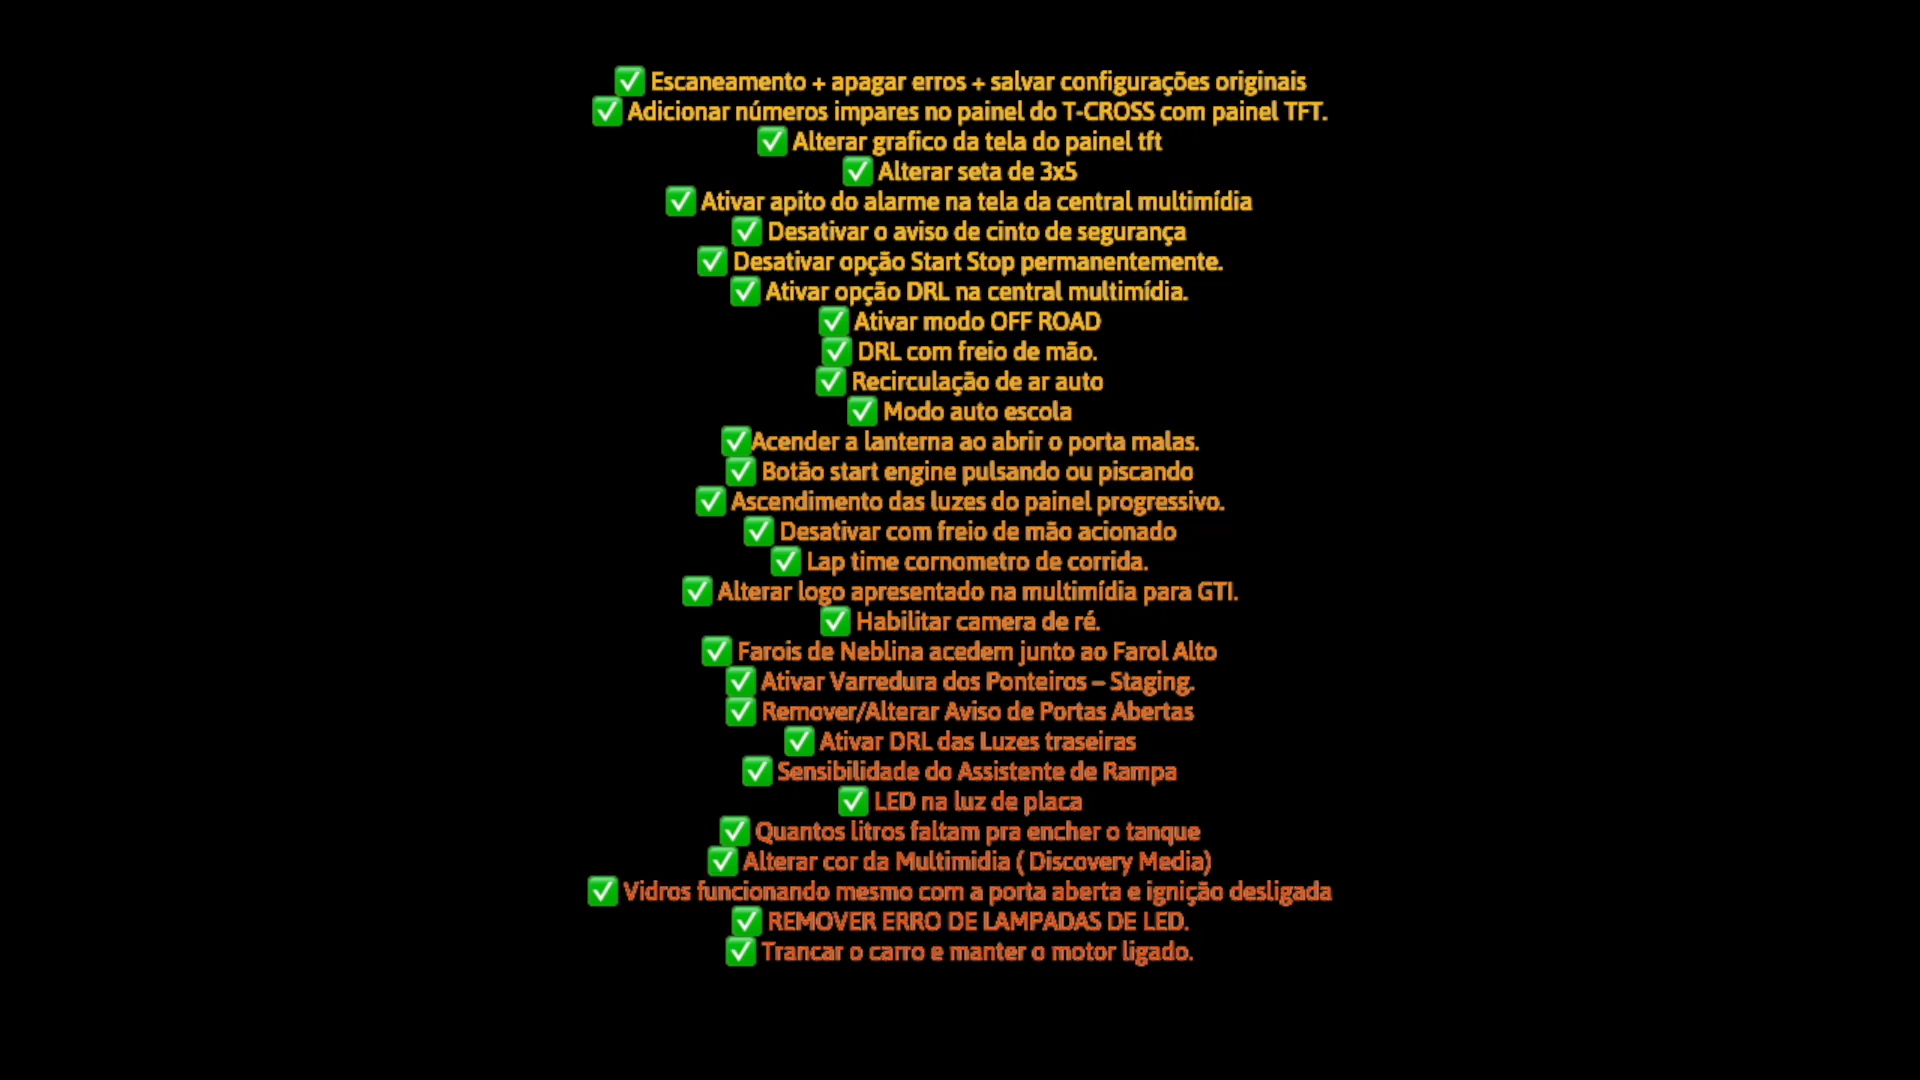 ✅ Escaneamento + apagar erros + salvar configurações originais
✅ Adicionar números impares no painel do T-CROSS com painel TFT.
✅ Alterar grafico da tela do painel tft
✅ Alterar seta de 3x5
✅ Ativar apito do alarme na tela da central multimídia
✅ Desativar o aviso de cinto de segurança
✅ Desativar opção Start Stop permanentemente.
✅ Ativar opção DRL na central multimídia.
✅ Ativar modo OFF ROAD
✅ DRL com freio de mão.
✅ Recirculação de ar auto
✅ Modo auto escola
✅Acender a lanterna ao abrir o porta malas.
✅ Botão start engine pulsando ou piscando
✅ Ascendimento das luzes do painel progressivo.
✅ Desativar com freio de mão acionado
✅ Lap time cornometro de corrida.
✅ Alterar logo apresentado na multimídia para GTI.
✅ Habilitar camera de ré.
✅ Farois de Neblina acedem junto ao Farol Alto
✅ Ativar Varredura dos Ponteiros – Staging.
✅ Remover/Alterar Aviso de Portas Abertas
✅ Ativar DRL das Luzes traseiras
✅ Sensibilidade do Assistente de Rampa
✅ LED na luz de placa
✅ Quantos litros faltam pra encher o tanque
✅ Alterar cor da Multimidia ( Discovery Media)
✅ Vidros funcionando mesmo com a porta aberta e ignição desligada
✅ REMOVER ERRO DE LAMPADAS DE LED.
✅ Trancar o carro e manter o motor ligado.